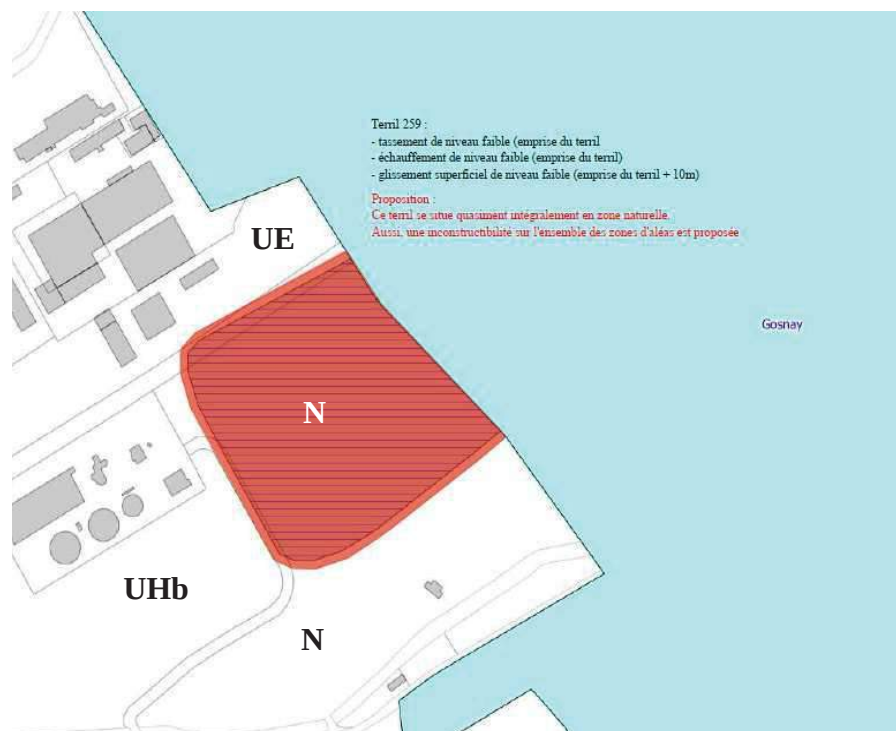 Terril 259 :
- tassement de niveau faible (emprise du terril
- échauffement de niveau faible (emprise du terril)
- glissement superficiel de niveau faible (emprise du terril + 10m)
Proposition :
Ce terril se situe quasiment intégralement en zone naturelle.
Aussi, une inconstructibilité sur l'ensemble des zones d'aléas est proposée
UE
Gosnay
N
UHb
N